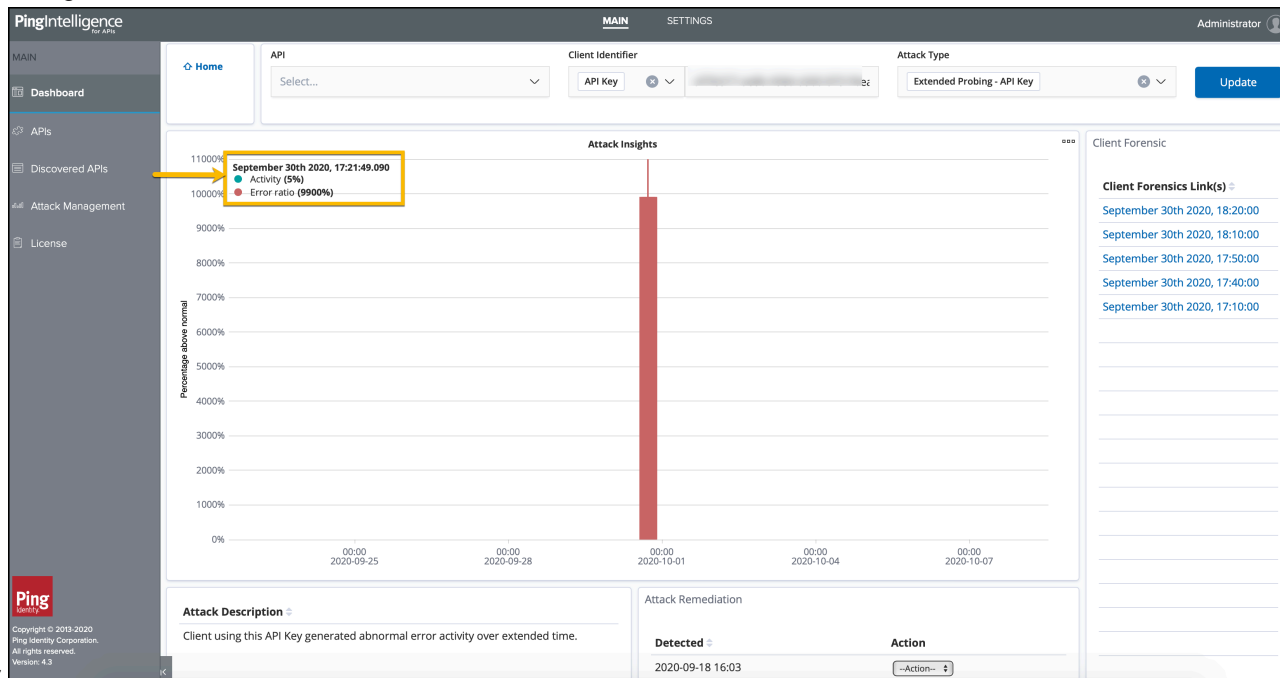 PingIntelligence
for APIs
MAIN
SETTINGS
Administrator
MAIN
Dashboard
APIs
Discovered APIs
Attack Management
License
Home
API
Select...
Client Identifier
API Key
Attack Type
Extended Probing - API Key
Update
Attack Insights
September 30th 2020, 17:21:49.090
Activity (5%)
Error ratio (9900%)
Percentage above normal
11000%
10000%
9000%
8000%
7000%
6000%
5000%
4000%
3000%
2000%
1000%
0%
00:00 00:00 00:00 00:00 00:00
2020-09-25 2020-09-28 2020-10-01 2020-10-04 2020-10-07
Client Forensic
Client Forensics Link(s)
September 30th 2020, 18:20:00
September 30th 2020, 18:10:00
September 30th 2020, 17:50:00
September 30th 2020, 17:40:00
September 30th 2020, 17:10:00
Attack Description
Client using this API Key generated abnormal error activity over extended time.
Attack Remediation
Detected Action
2020-09-18 16:03 --Action--
Ping
Identity
Copyright © 2013-2020
Ping Identity Corporation.
All rights reserved.
Version: 4.3